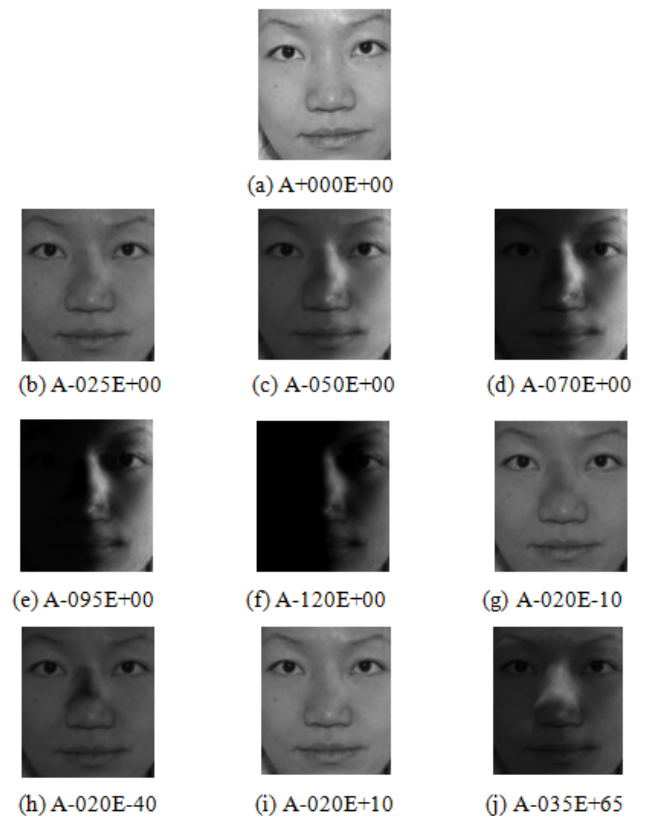 (a) A+000E+00
(b) A-025E+00
(c) A-050E+00
(d) A-070E+00
(e) A-095E+00
(f) A-120E+00
(g) A-020E-10
(h) A-020E-40
(i) A-020E+10
(j) A-035E+65